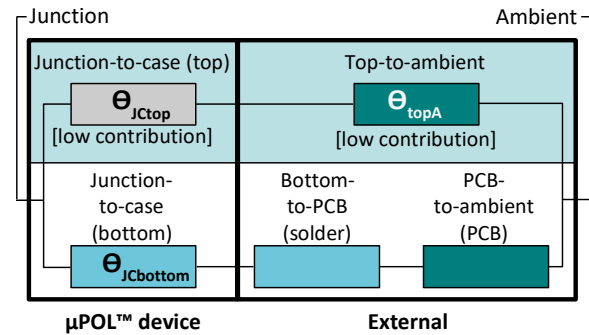 Junction
Ambient
Junction-to-case (top)
Top-to-ambient
ΘJCtop
ΘtopA
[low contribution]
[low contribution]
Junction-
to-case
(bottom)
Bottom-
to-PCB
(solder)
PCB-
to-ambient
(PCB)
ΘJCbottom
µPOL™ device
External